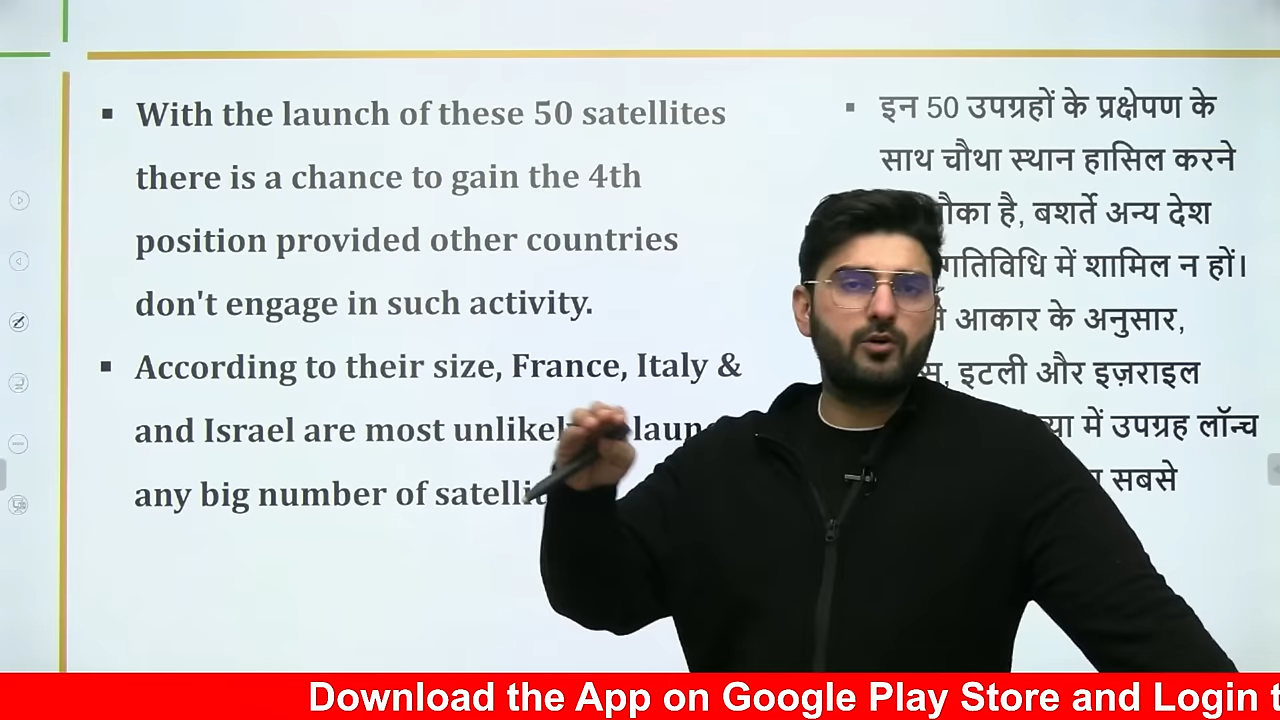 With the launch of these 50 satellites
there is a chance to gain the 4th
position provided other countries
don't engage in such activity.
According to their size, France, Italy &
and Israel are most unlikel
any big number of satelli
इन 50 उपग्रहों के प्रक्षेपण के
साथ चौथा स्थान हासिल करने
है, बशर्ते अन्य देश
गतिविधि में शामिल न हों।
आकार के अनुसार,
इटली और इज़राइल
में उपग्रह लॉन्च
सबसे
Download the App on Google Play Store and Login t